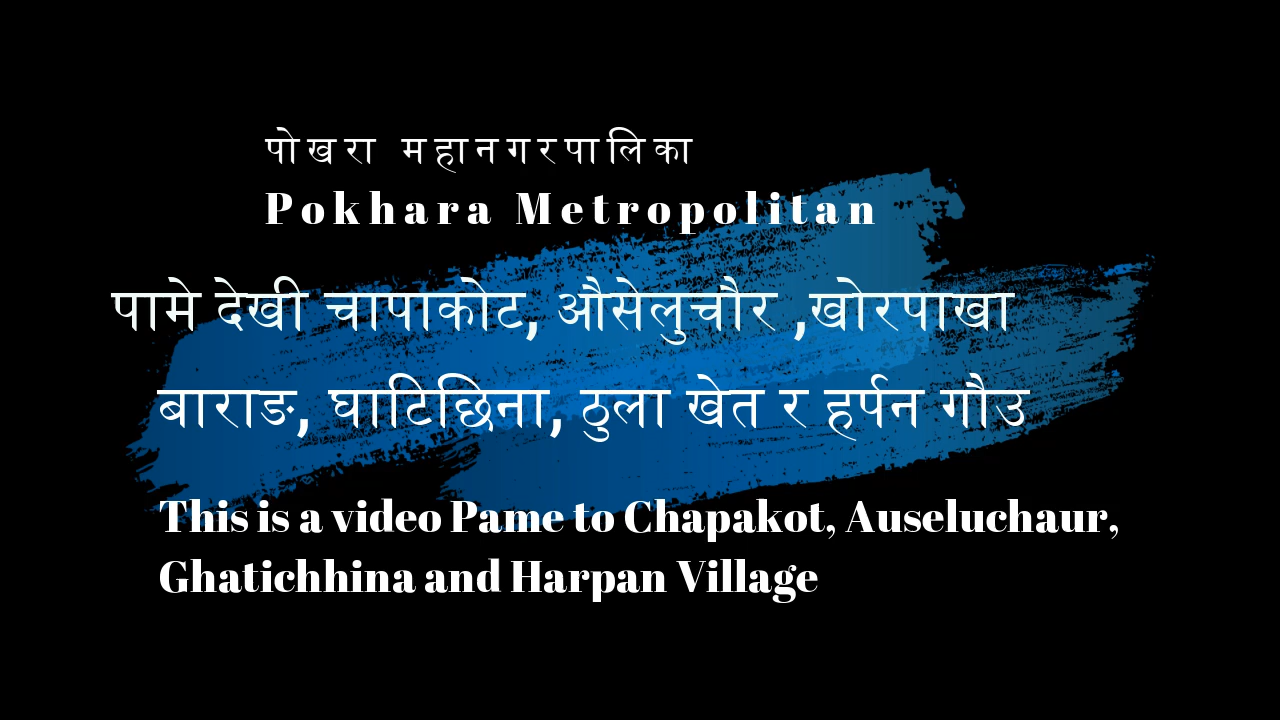 पोखरा महानगरपालिका
Pokhara Metropolitan
पामे देखी चापाकोट, औसेलुचौर ,खोरपाखा
बाराङ, घाटिछिना, ठुला खेत र हर्पन गौउ
This is a video Pame to Chapakot, Auseluchaur,
Ghatichhina and Harpan Village